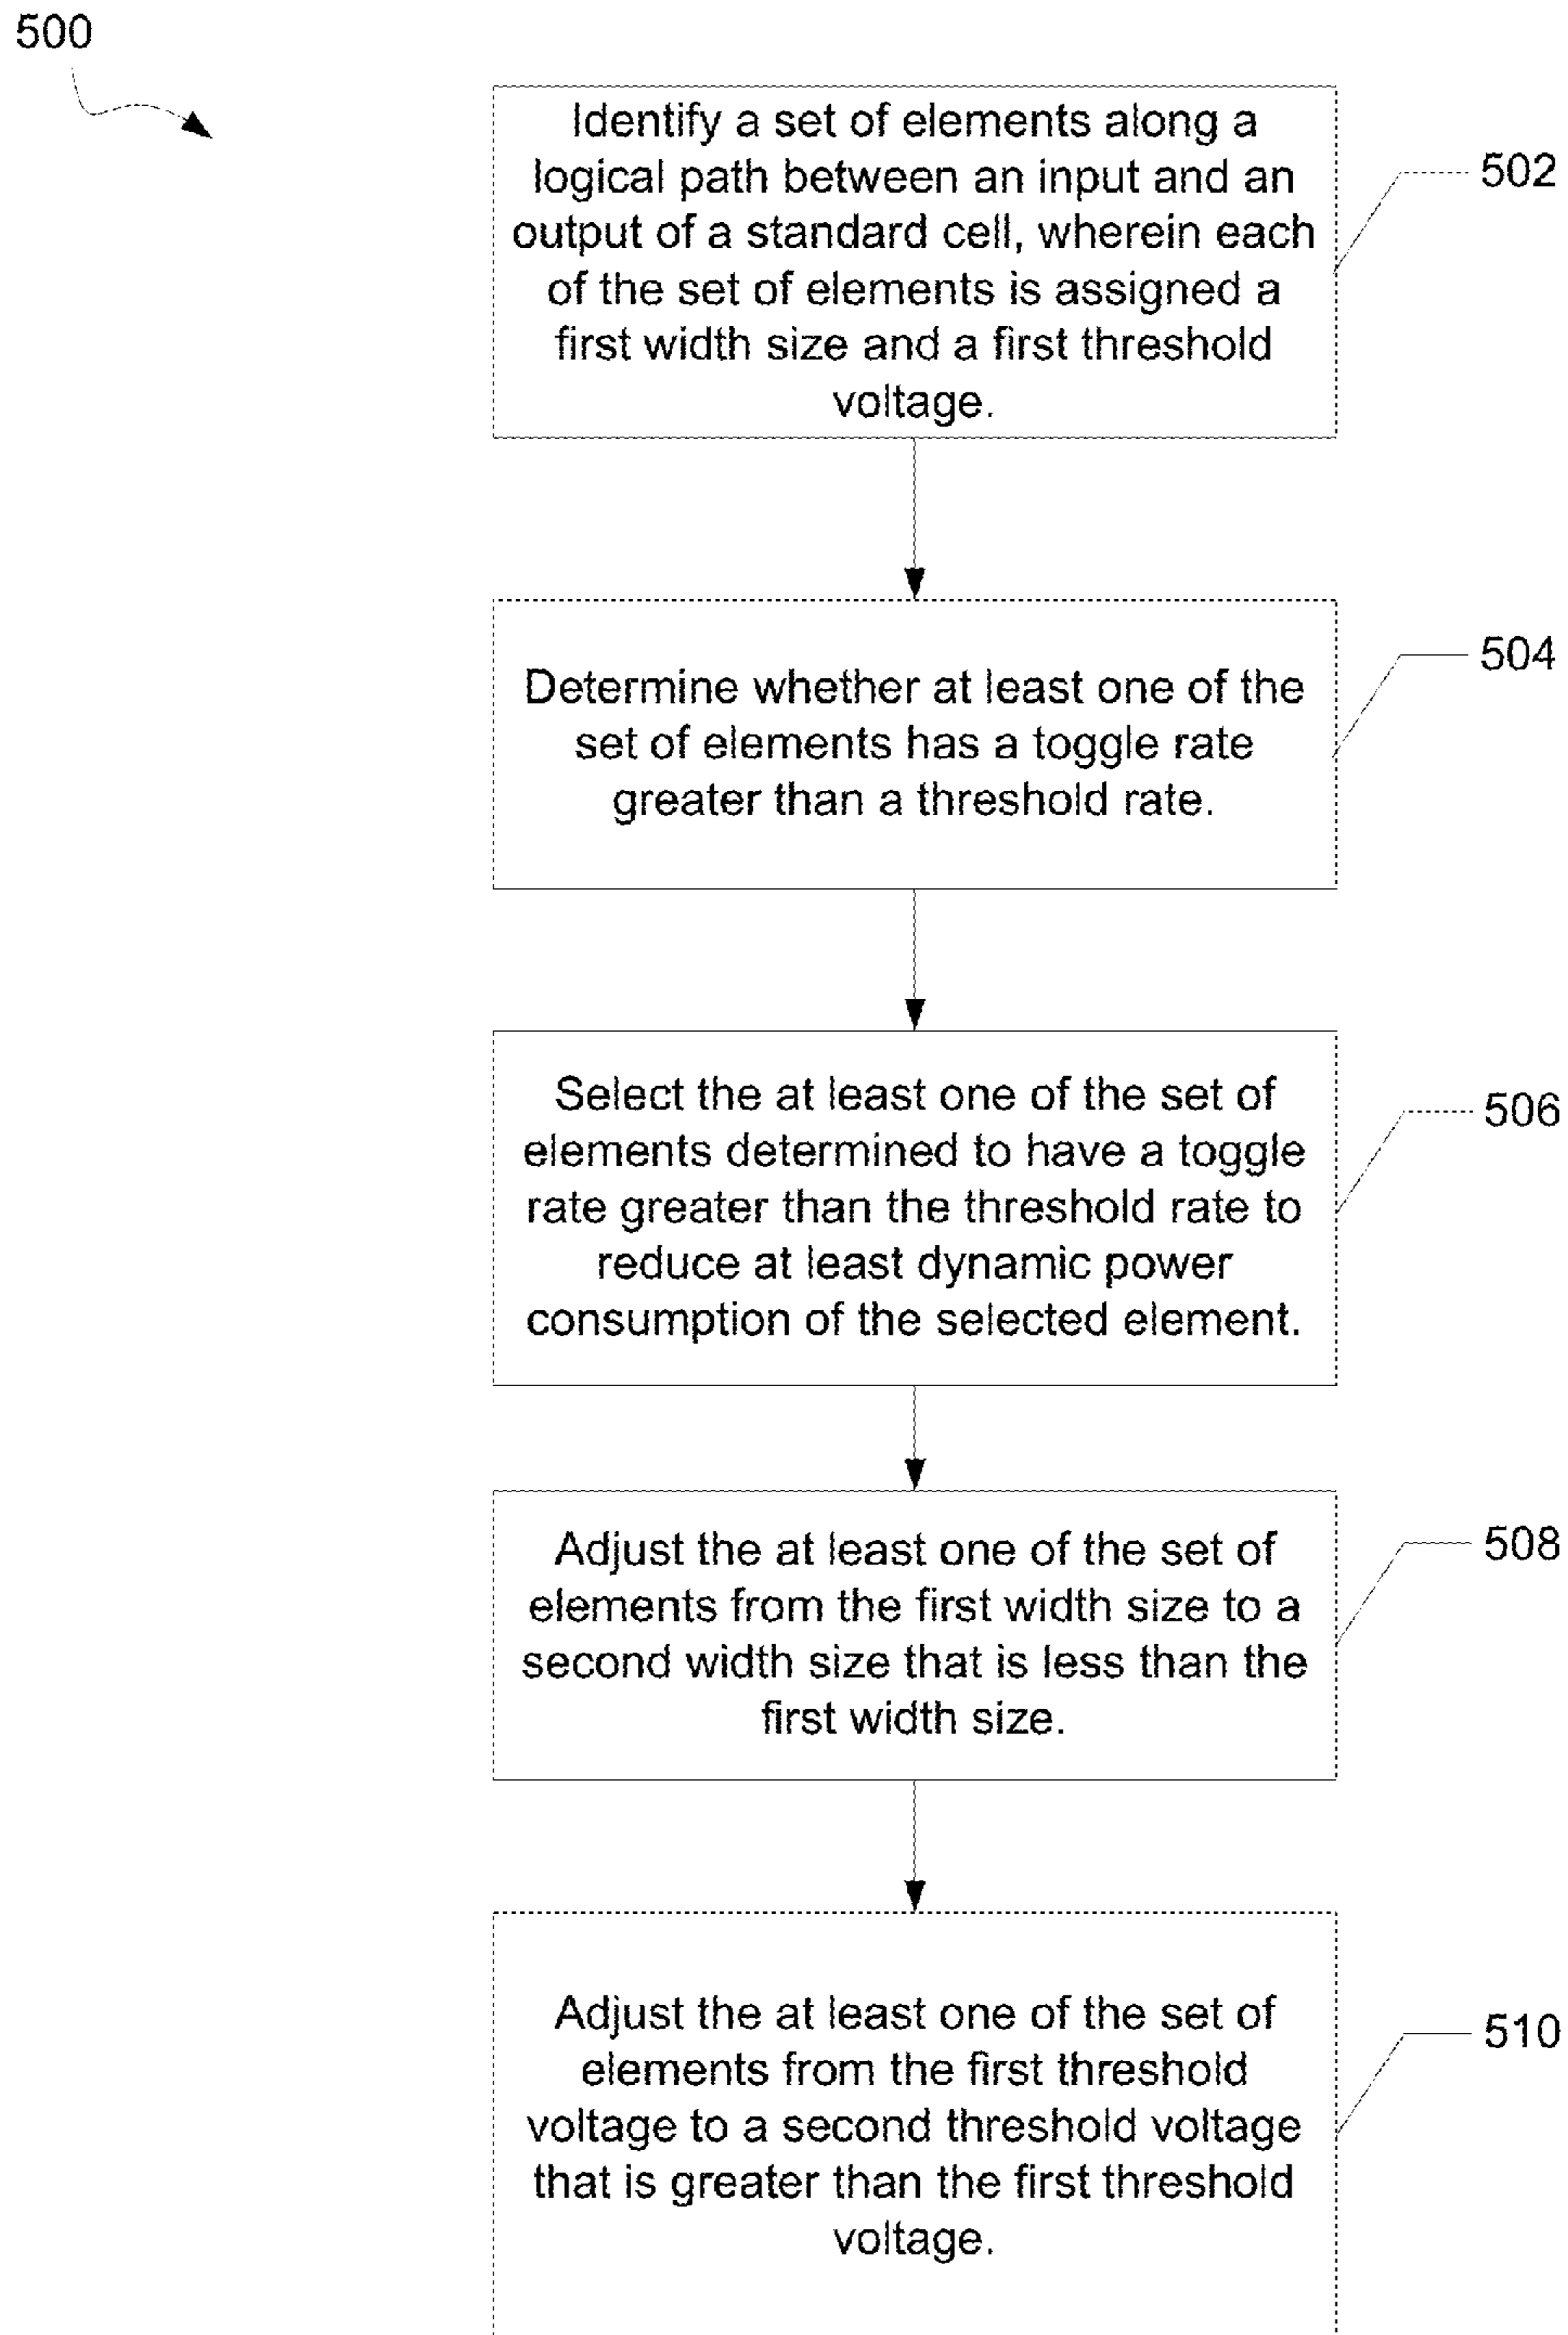 500
Identify a set of elements along a
logical path between an input and an
output of a standard cell, wherein each
of the set of elements is assigned a
first width size and a first threshold
voltage.
502
Determine whether at least one of the
set of elements has a toggle rate
greater than a threshold rate.
504
Select the at least one of the set of
elements determined to have a toggle
rate greater than the threshold rate to
reduce at least dynamic power
consumption of the selected element.
506
Adjust the at least one of the set of
elements from the first width size to a
second width size that is less than the
first width size.
508
Adjust the at least one of the set of
elements from the first threshold
voltage to a second threshold voltage
that is greater than the first threshold
voltage.
510